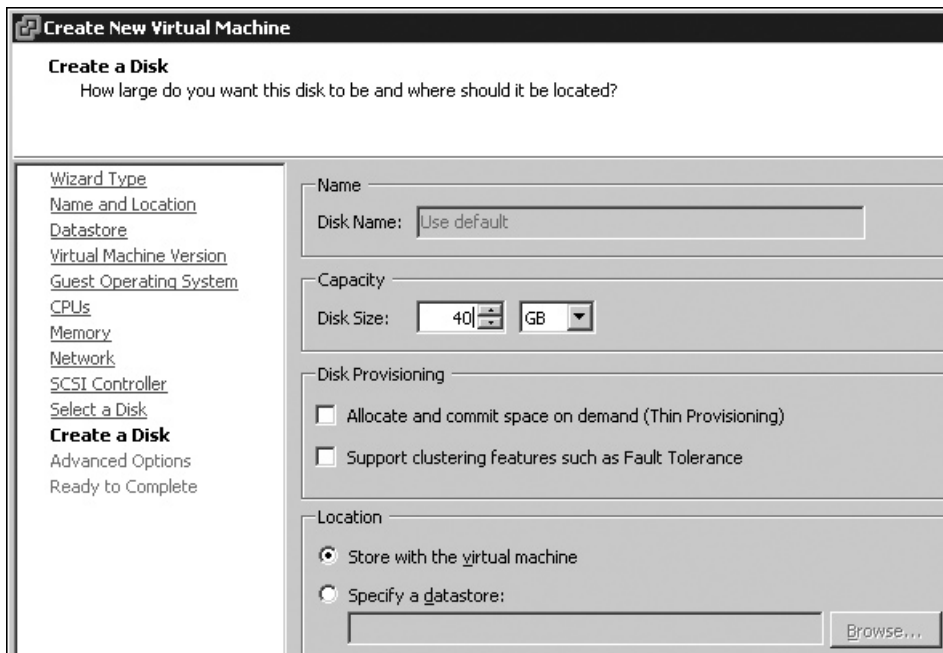 Create New Virtual Machine
Create a Disk
How large do you want this disk to be and where should it be located?
Wizard Type
Name and Location
Datastore
Virtual Machine Version
Guest Operating System
CPUs
Memory
Network
SCSI Controller
Select a Disk
Create a Disk
Advanced Options
Ready to Complete
Name
Disk Name: Use default
Capacity
Disk Size: 40 GB
Disk Provisioning
Allocate and commit space on demand (Thin Provisioning)
Support clustering features such as Fault Tolerance
Location
Store with the virtual machine
Specify a datastore:
Browse...